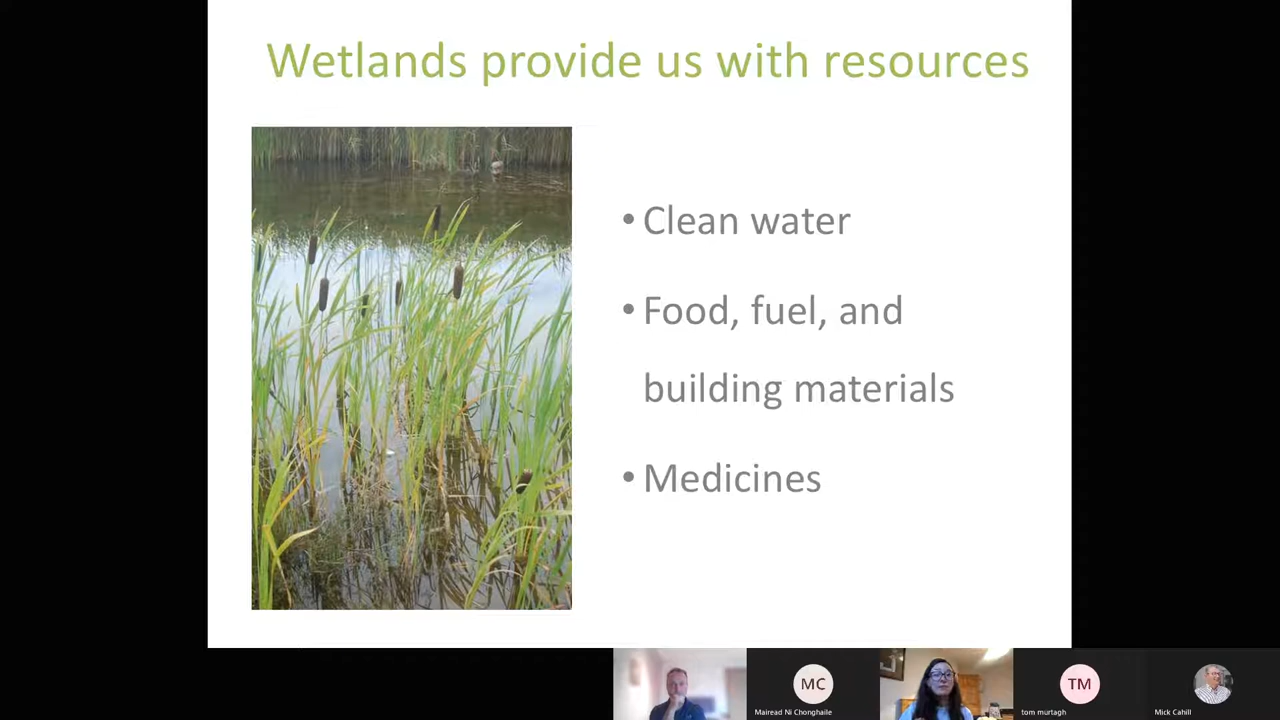 Wetlands provide us with resources
• Clean water
• Food, fuel, and
building materials
• Medicines
MC
Mairead Ni Chonghaile
TM
tom murtagh
Mick Cahill